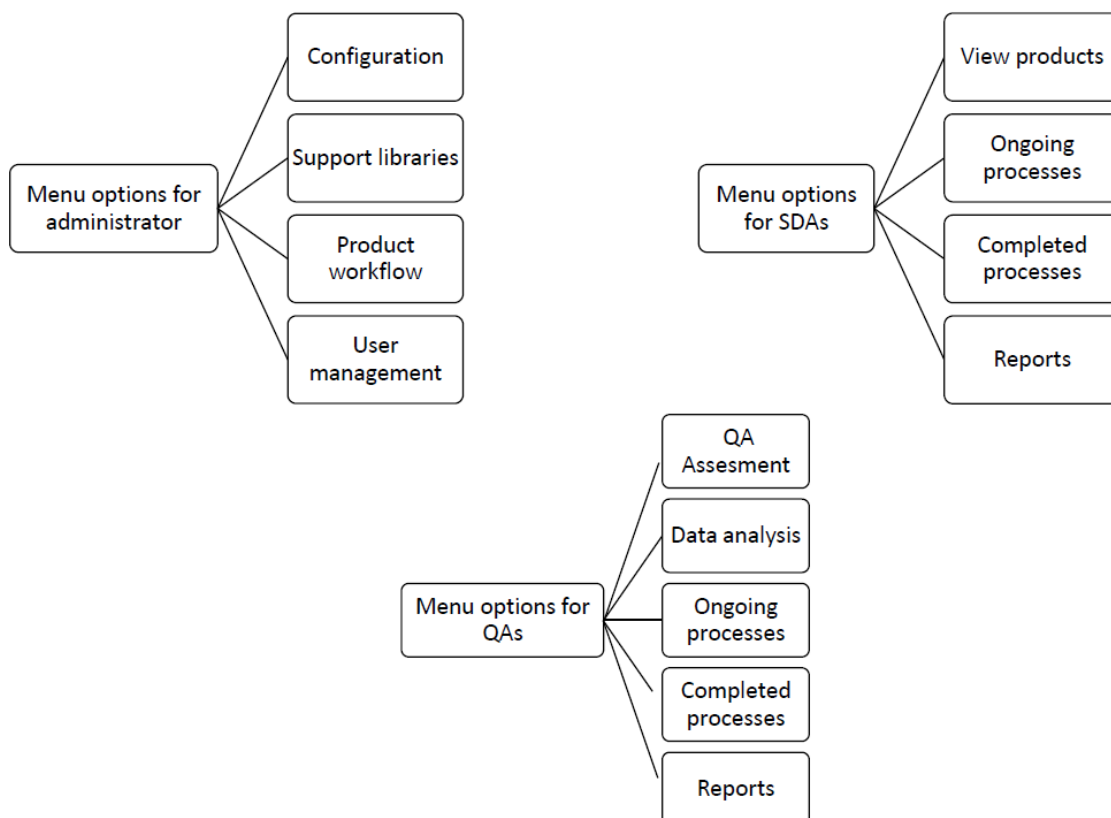 Configuration
Support libraries
Menu options for
administrator
Product
workflow
User
management
View products
Ongoing
processes
Menu options
for SDAs
Completed
processes
Reports
QA
Assesment
Data analysis
Menu options for
QAs
Ongoing
processes
Completed
processes
Reports